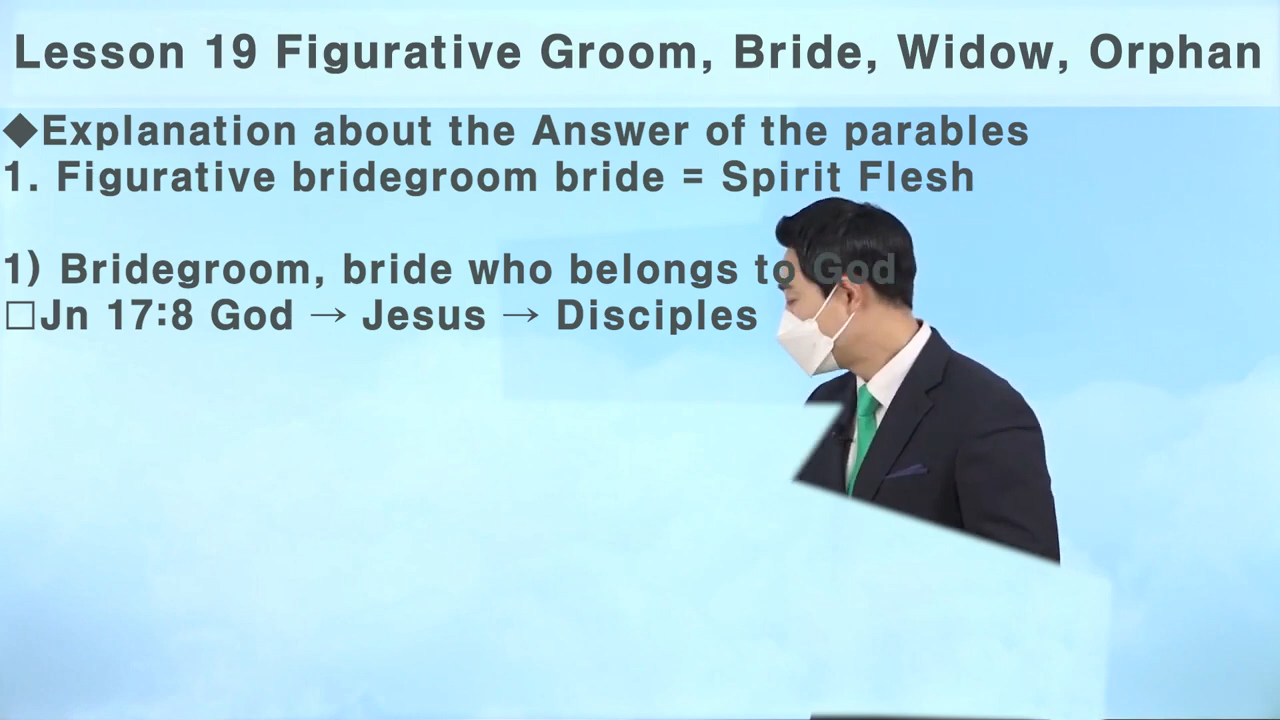 Lesson 19 Figurative Groom, Bride, Widow, Orphan
◆Explanation about the Answer of the parables
1. Figurative bridegroom bride = Spirit Flesh
1) Bridegroom, bride who belongs to God
□Jn 17:8 God → Jesus → Disciples